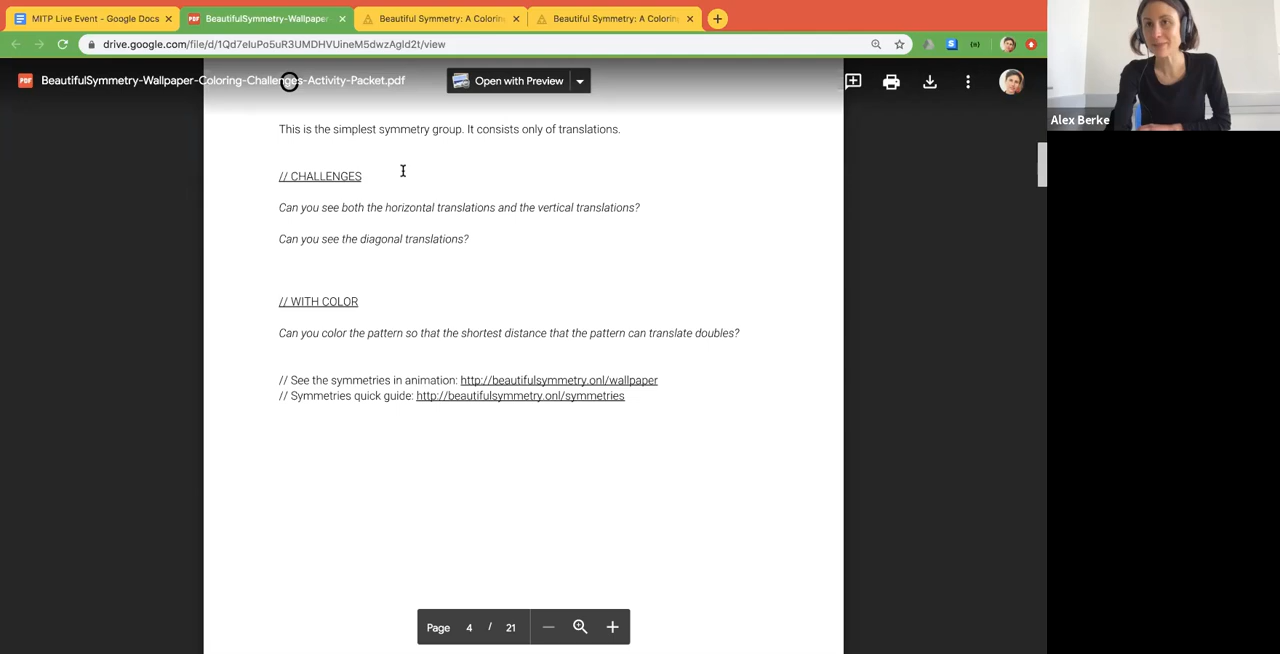 MITP Live Event - Google Docs
BeautifulSymmetry-Wallpaper-
Beautiful Symmetry: A Coloring
Beautiful Symmetry: A Coloring
drive.google.com/file/d/1Qd7eIuPo5uR3UMDHVUineM5dwzAgId2t/view
PDF
BeautifulSymmetry-Wallpaper-Coloring-Challenges-Activity-Packet.pdf
Open with Preview
Alex Berke
This is the simplest symmetry group. It consists only of translations.
// CHALLENGES
Can you see both the horizontal translations and the vertical translations?
Can you see the diagonal translations?
// WITH COLOR
Can you color the pattern so that the shortest distance that the pattern can translate doubles?
// See the symmetries in animation: http://beautifulsymmetry.onl/wallpaper
// Symmetries quick guide: http://beautifulsymmetry.onl/symmetries
Page 4 / 21